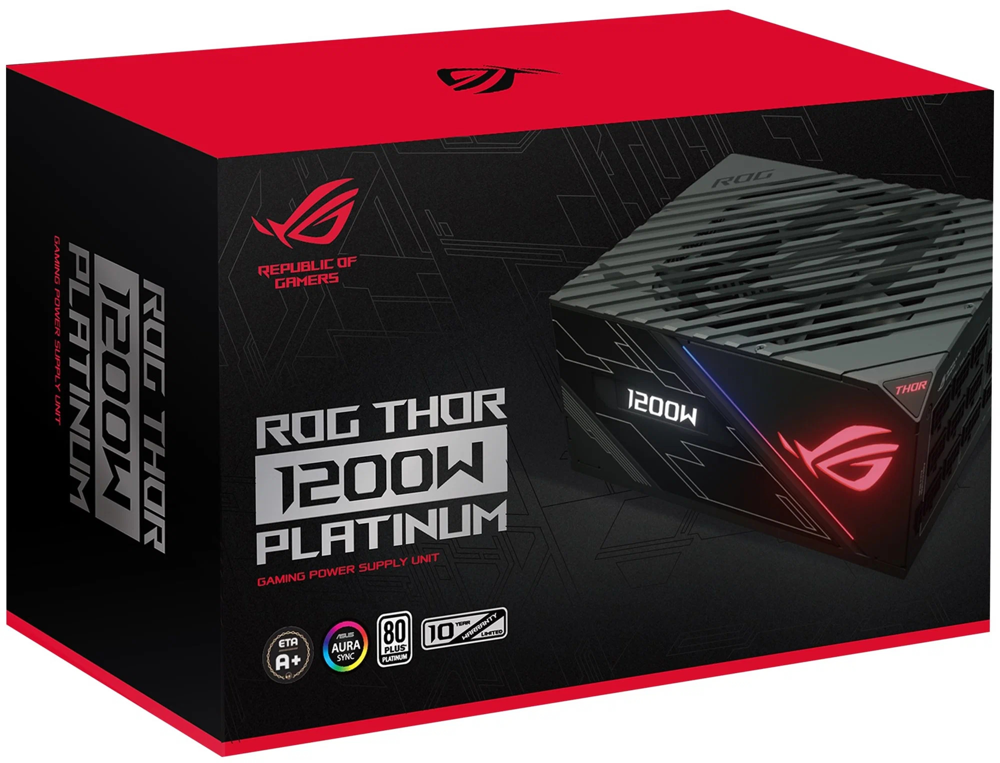 REPUBLIC OF
GAMERS
ROG THOR
1200W
PLATINUM
GAMING POWER SUPPLY UNIT
ETA
A+
ASUS
AURA
SYNC
80
PLUS
PLATINUM
10 YEAR
WARRANTY
LIMITED
ROG
1200W
THOR
ROG THOR
1200W
PLATINUM
GAMING POWER SUPPLY UNIT